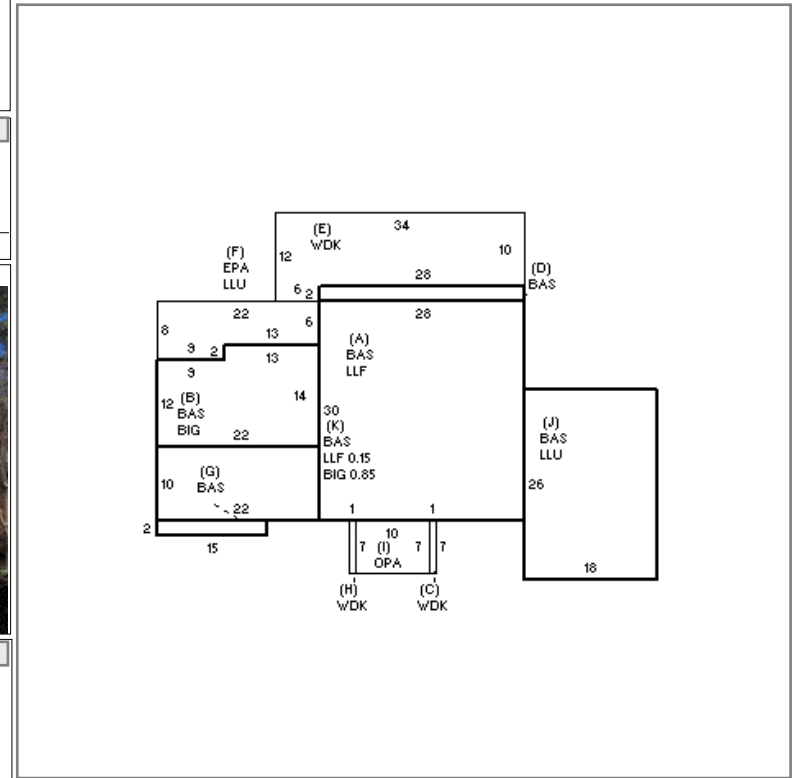 34
(E)
WDK
12
10
(F)
EPA
LLU
28
(D)
BAS
6 2
22
6
28
8
13
(A)
BAS
LLF
9 2
13
9
14
12
(B)
BAS
BIG
30
(K)
BAS
LLF 0.15
BIG 0.85
22
(J)
BAS
LLU
(G)
BAS
10
26
22
1
1
2
10
7
(I)
7
7
OPA
15
18
(H)
WDK
(C)
WDK